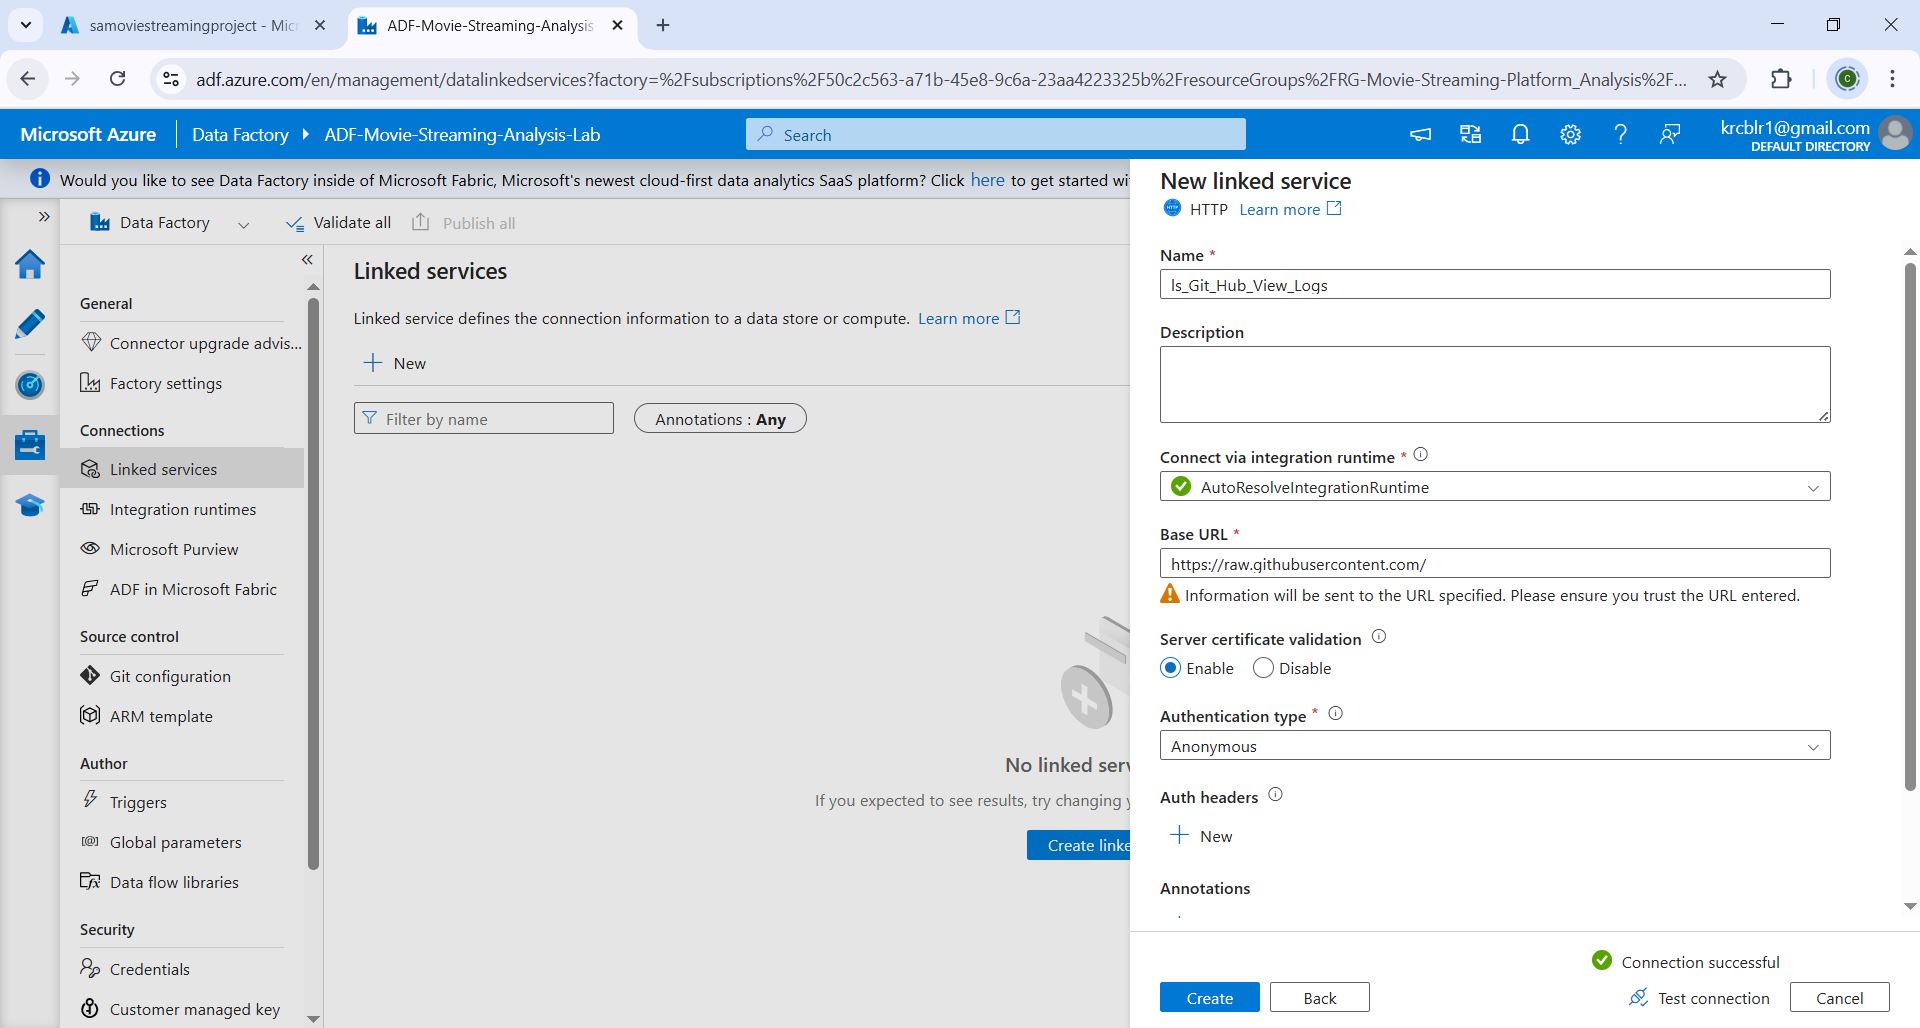 samoviestreamingproject - Mic
ADF-Movie-Streaming-Analysis
adf.azure.com/en/management/datalinkedservices?factory=%2Fsubscriptions%2F50c2c563-a71b-45e8-9c6a-23aa4223325b%2FresourceGroups%2FRG-Movie-Streaming-Platform_Analysis%2F...
C
Microsoft Azure
Data Factory
ADF-Movie-Streaming-Analysis-Lab
Search
krcblr1@gmail.com
DEFAULT DIRECTORY
Would you like to see Data Factory inside of Microsoft Fabric, Microsoft's newest cloud-first data analytics SaaS platform? Click here to get started wi
Data Factory
Validate all
Publish all
General
Connector upgrade advis...
Factory settings
Connections
Linked services
Integration runtimes
Microsoft Purview
ADF in Microsoft Fabric
Source control
Git configuration
ARM template
Author
Triggers
Global parameters
Data flow libraries
Security
Credentials
Customer managed key
Linked services
Linked service defines the connection information to a data store or compute. Learn more
New
Filter by name
Annotations : Any
No linked serv
If you expected to see results, try changing y
Create linke
New linked service
HTTP
HTTP Learn more
Name *
ls_Git_Hub_View_Logs
Description
Connect via integration runtime *
AutoResolveIntegrationRuntime
Base URL *
https://raw.githubusercontent.com/
Information will be sent to the URL specified. Please ensure you trust the URL entered.
Server certificate validation
Enable
Disable
Authentication type *
Anonymous
Auth headers
New
Annotations
Connection successful
Create
Back
Test connection
Cancel